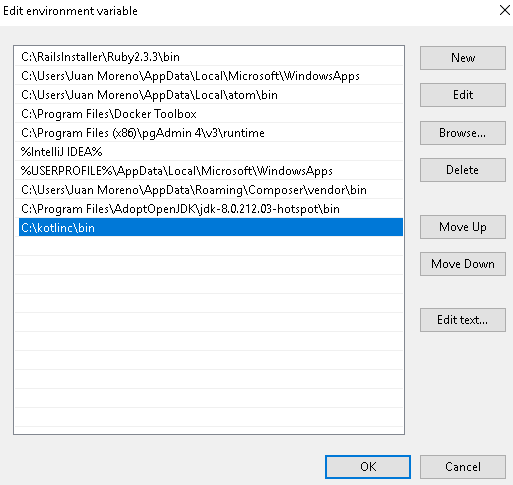 Edit environment variable
C:\RailsInstaller\Ruby2.3.3\bin
C:\Users\Juan Moreno\AppData\Local\Microsoft\WindowsApps
C:\Users\Juan Moreno\AppData\Local\atom\bin
C:\Program Files\Docker Toolbox
C:\Program Files (x86)\pgAdmin 4\v3\runtime
%IntelliJ IDEA%
%USERPROFILE%\AppData\Local\Microsoft\WindowsApps
C:\Users\Juan Moreno\AppData\Roaming\Composer\vendor\bin
C:\Program Files\AdoptOpenJDK\jdk-8.0.212.03-hotspot\bin
C:\kotlinc\bin
New
Edit
Browse...
Delete
Move Up
Move Down
Edit text...
OK
Cancel